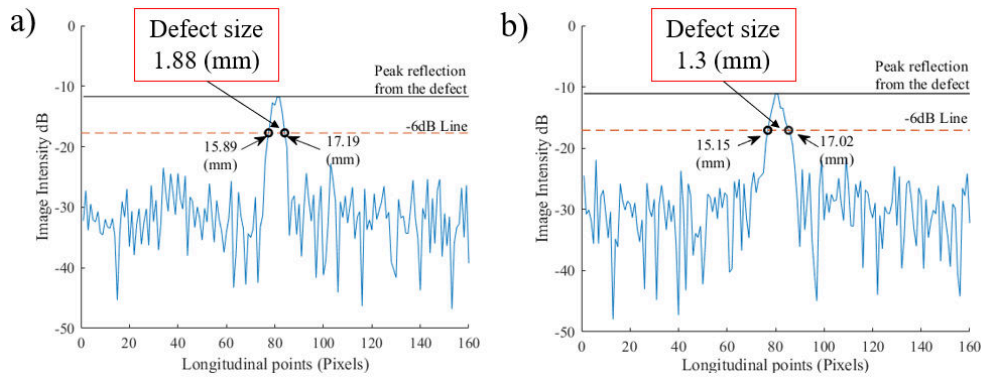 a)
Defect size
1.88 (mm)
Peak reflection
from the defect
-6dB Line
15.89
(mm)
17.19
(mm)
Image Intensity dB
0
-10
-20
-30
-40
-50
0 20 40 60 80 100 120 140 160
Longitudinal points (Pixels)
b)
Defect size
1.3 (mm)
Peak reflection
from the defect
-6dB Line
15.15
(mm)
17.02
(mm)
Image Intensity dB
0
-10
-20
-30
-40
-50
0 20 40 60 80 100 120 140 160
Longitudinal points (Pixels)